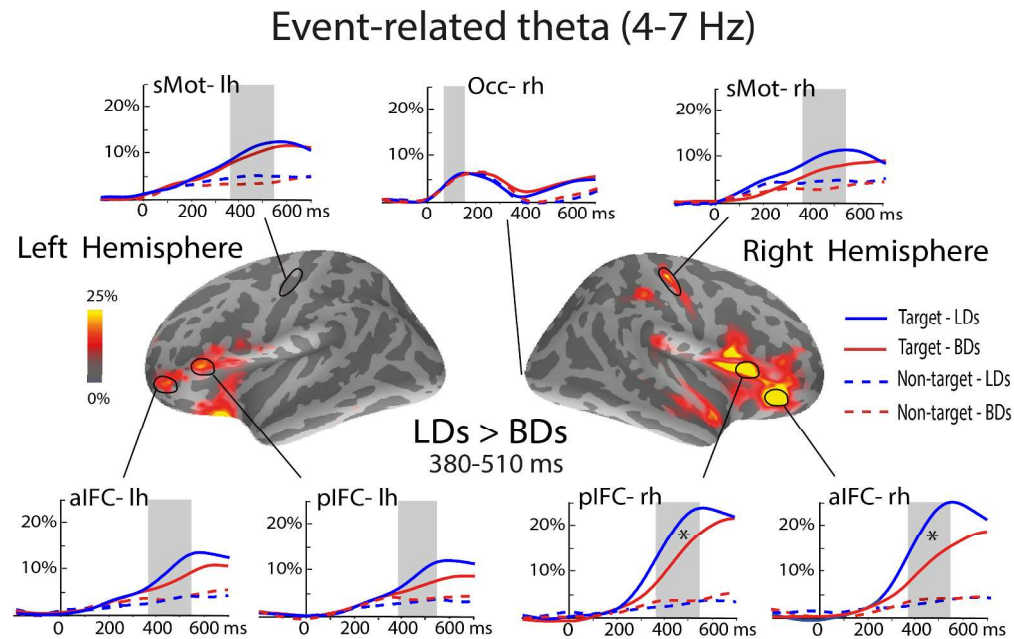 Event-related theta (4-7 Hz)
sMot- lh
20%
10%
0 200 400 600 ms
Occ- rh
20%
10%
0 200 400 600 ms
sMot- rh
20%
10%
0 200 400 600 ms
Left Hemisphere
25%
0%
Right Hemisphere
Target - LDs
Target - BDs
Non-target - LDs
Non-target - BDs
LDs > BDs
380-510 ms
aIFC- lh
20%
10%
0 200 400 600 ms
pIFC- lh
20%
10%
0 200 400 600 ms
pIFC- rh
20%
10%
*
0 200 400 600 ms
aIFC- rh
20%
10%
*
0 200 400 600 ms